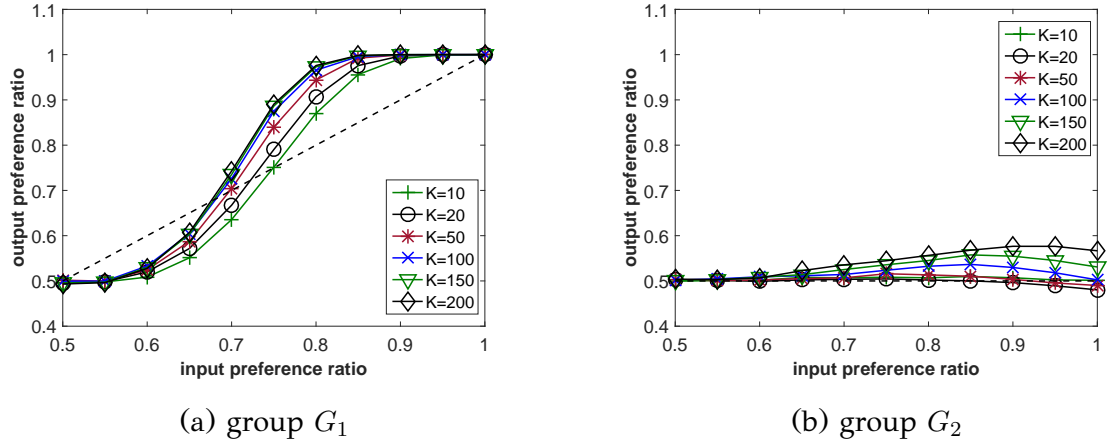 1.1
1
0.9
0.8
0.7
0.6
0.5
0.4
output preference ratio
0.5
0.6
0.7
0.8
0.9
1
input preference ratio
K=10
K=20
K=50
K=100
K=150
K=200
(a) group G₁
1.1
1
0.9
0.8
0.7
0.6
0.5
0.4
output preference ratio
0.5
0.6
0.7
0.8
0.9
1
input preference ratio
K=10
K=20
K=50
K=100
K=150
K=200
(b) group G₂